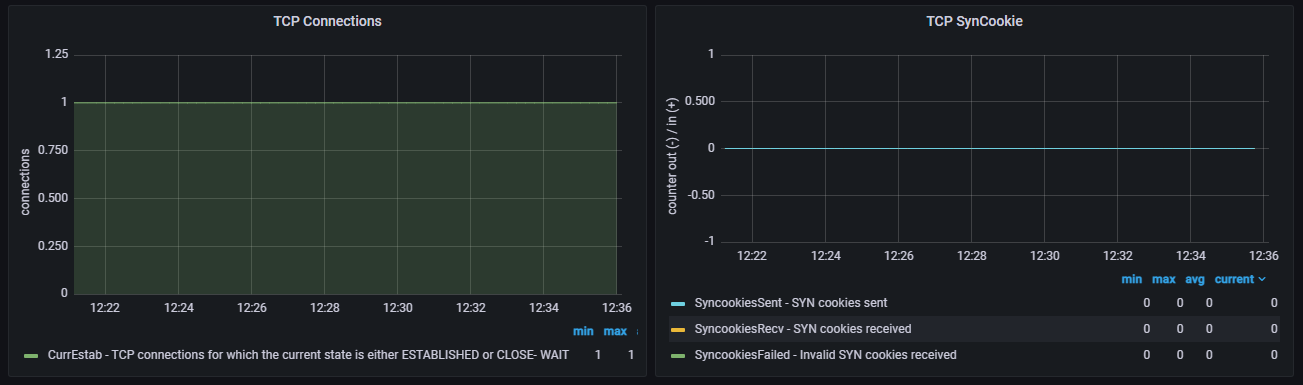 TCP Connections
1.25
1
0.750
0.500
0.250
0
connections
12:22 12:24 12:26 12:28 12:30 12:32 12:34 12:36
min max
CurrEstab - TCP connections for which the current state is either ESTABLISHED or CLOSE- WAIT 1 1
TCP SynCookie
1
0.500
0
-0.50
-1
counter out (-) / in (+)
12:22 12:24 12:26 12:28 12:30 12:32 12:34 12:36
min max avg current
SyncookiesSent - SYN cookies sent 0 0 0 0
SyncookiesRecv - SYN cookies received 0 0 0 0
SyncookiesFailed - Invalid SYN cookies received 0 0 0 0